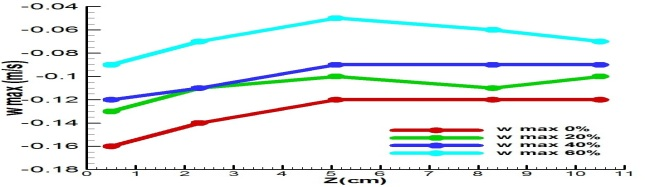 -0.04
-0.06
-0.08
-0.1
-0.12
-0.14
-0.16
-0.18
w max (m/s)
w max 0%
w max 20%
w max 40%
w max 60%
0 1 2 3 4 5 6 7 8 9 10 11
Z(cm)